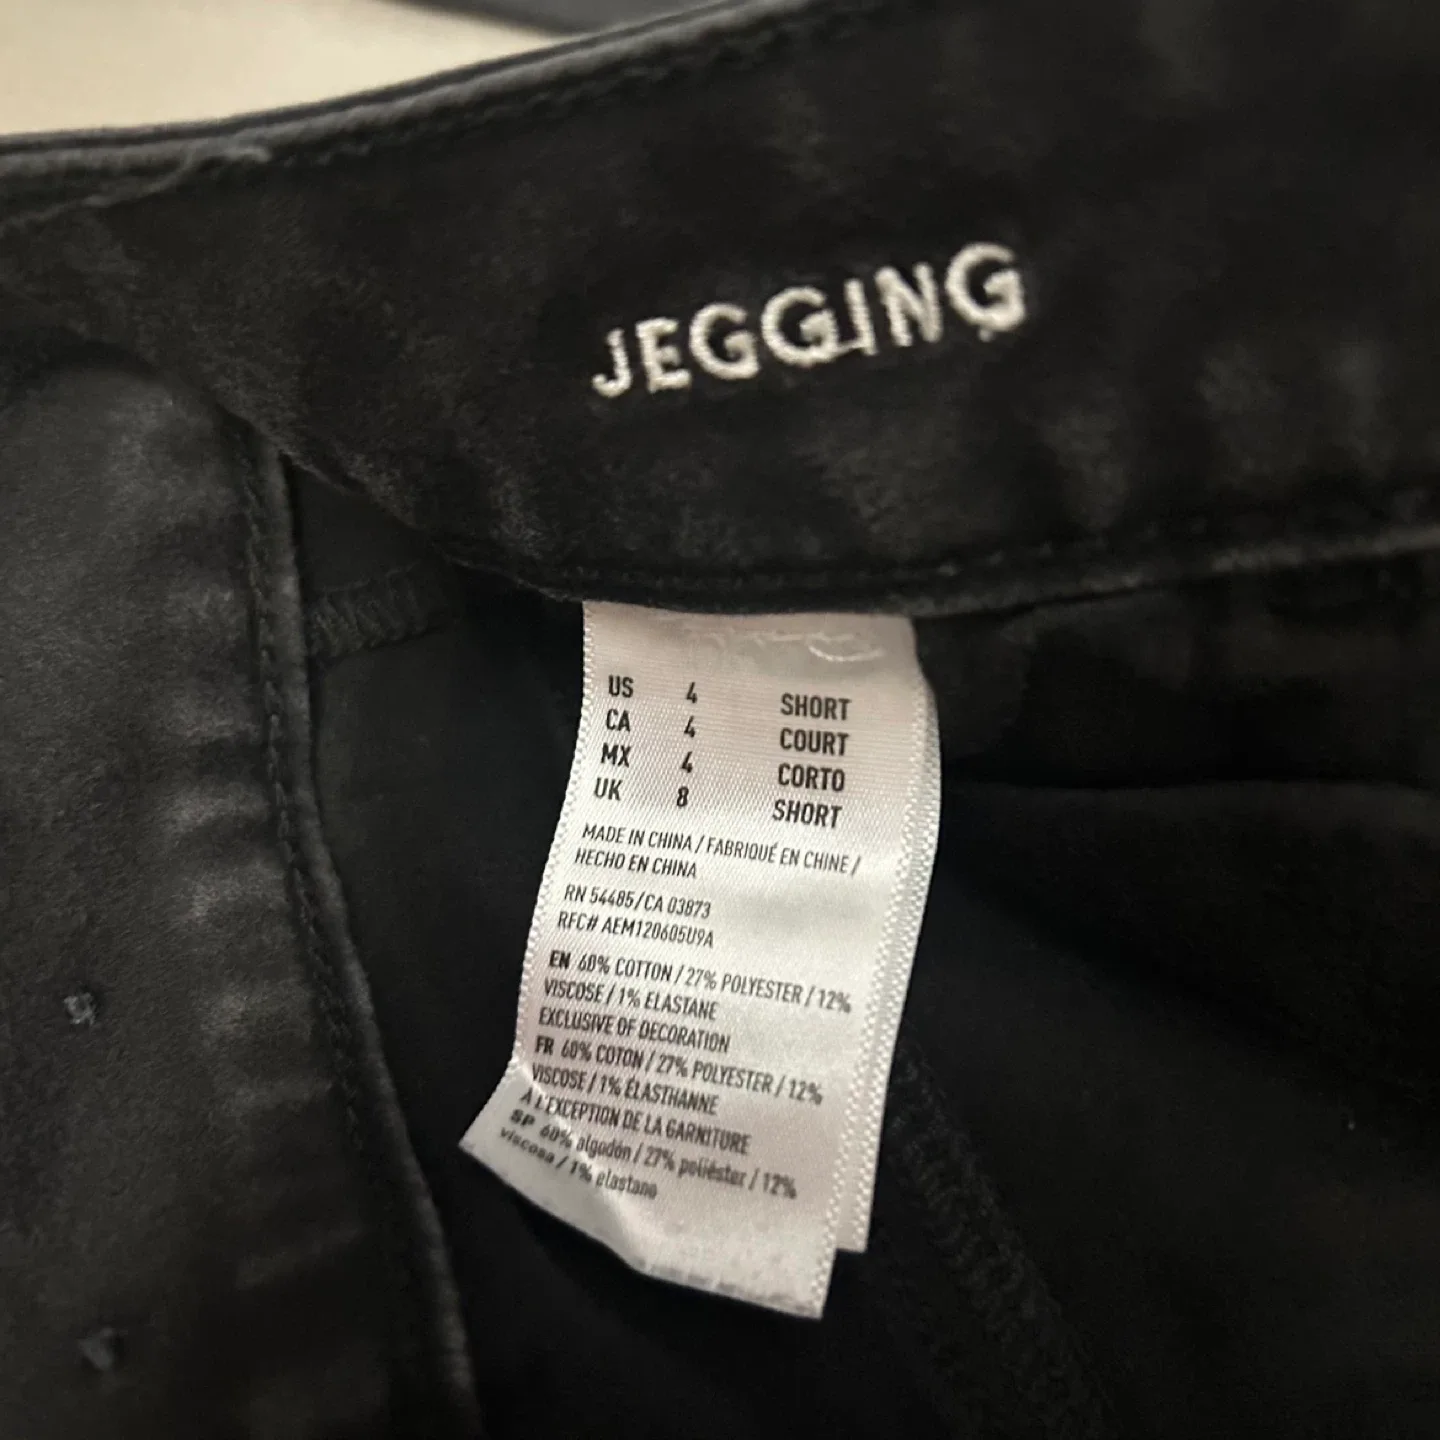 JEGGING
US 4 SHORT
CA 4 COURT
MX 4 CORTO
UK 8 SHORT
MADE IN CHINA / FABRIQUÉ EN CHINE /
HECHO EN CHINA
RN 54485/CA 03873
RFC# AEM120605U9A
EN 60% COTTON / 27% POLYESTER / 12%
VISCOSE / 1% ELASTANE
EXCLUSIVE OF DECORATION
FR 60% COTON / 27% POLYESTER / 12%
VISCOSE / 1% ÉLASTHANNE
À L'EXCEPTION DE LA GARNITURE
SP 60% algodón / 27% poliéster / 12%
viscosa / 1% elastano